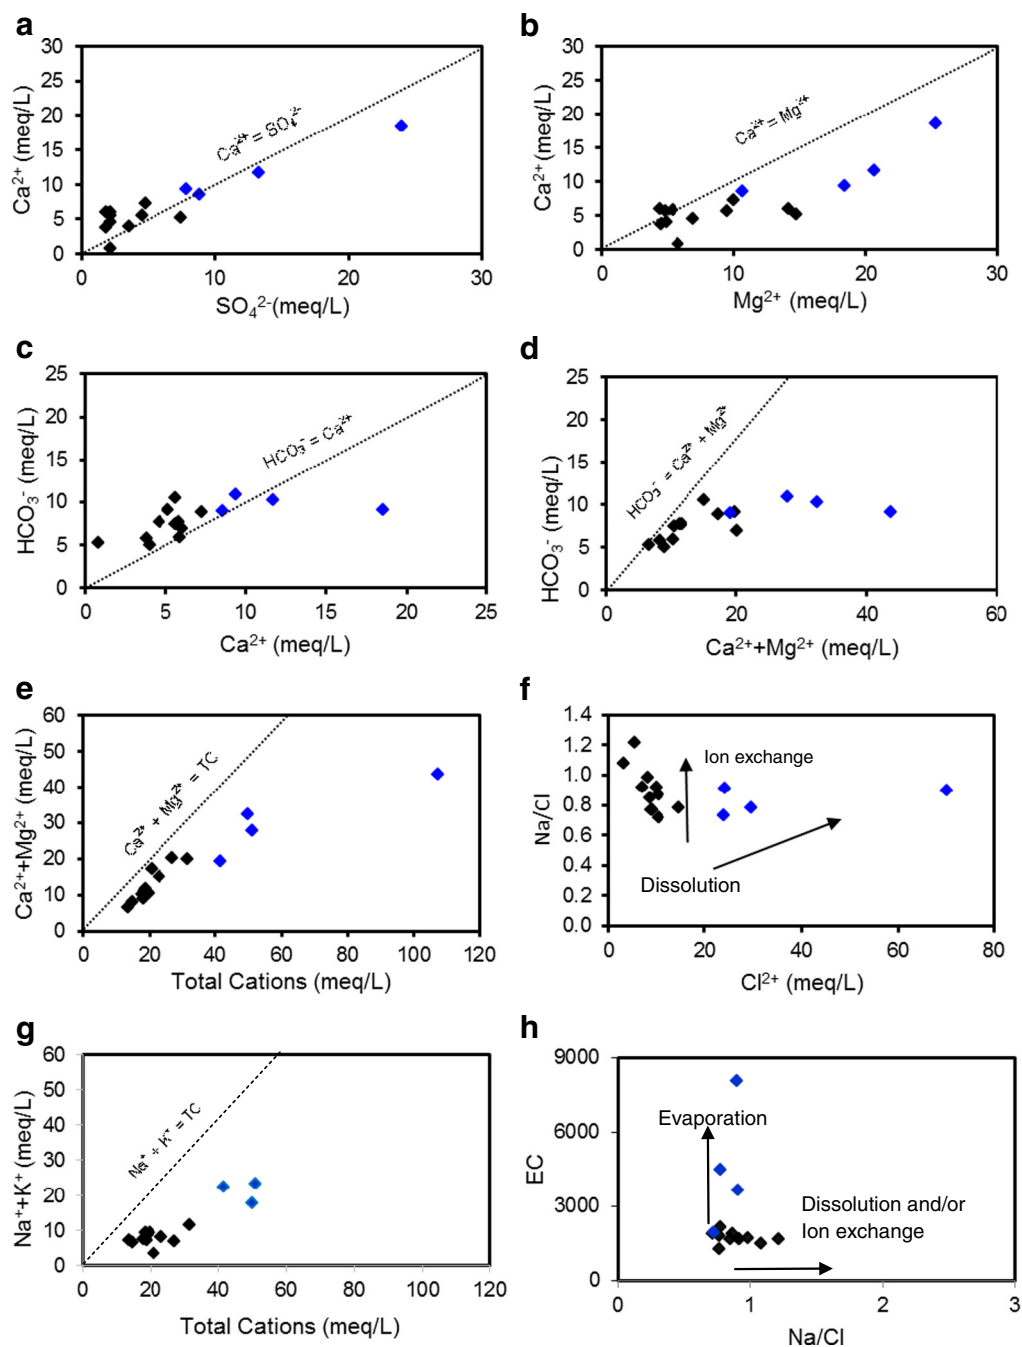 a
30
20
10
5
0
0
10
20
30
Ca²⁺ (meq/L)
Ca²⁺ = SO₄²⁻
SO₄²⁻(meq/L)
b
30
25
20
15
10
5
0
0
10
20
30
Ca²⁺(meq/L)
Ca²⁺= Mg²⁺
Mg²⁺ (meq/L)
c
25
20
15
10
5
0
0
5
10
15
20
25
HCO₃⁻ (meq/L)
HCO₃⁻ = Ca²⁺
Ca²⁺ (meq/L)
d
25
20
15
10
5
0
0
20
40
60
HCO₃⁻ (meq/L)
HCO₃⁻ = Ca²⁺ + Mg²⁺
Ca²⁺+Mg²⁺ (meq/L)
e
60
50
40
30
20
10
0
0
20
40
60
80
100
120
Ca²⁺+Mg²⁺ (meq/L)
Ca²⁺ + Mg²⁺ = TC
Total Cations (meq/L)
f
1.4
1.2
1.0
0.8
0.6
0.4
0.2
0.0
0
20
40
60
80
Na/Cl
Ion exchange
Dissolution
Cl²⁺ (meq/L)
g
60
50
40
30
20
10
0
0
20
40
60
80
100
120
Na⁺+K⁺ (meq/L)
Na⁺ + K⁺ = TC
Total Cations (meq/L)
h
9000
6000
3000
0
0
1
2
3
EC
Evaporation
Dissolution and/or
Ion exchange
Na/Cl